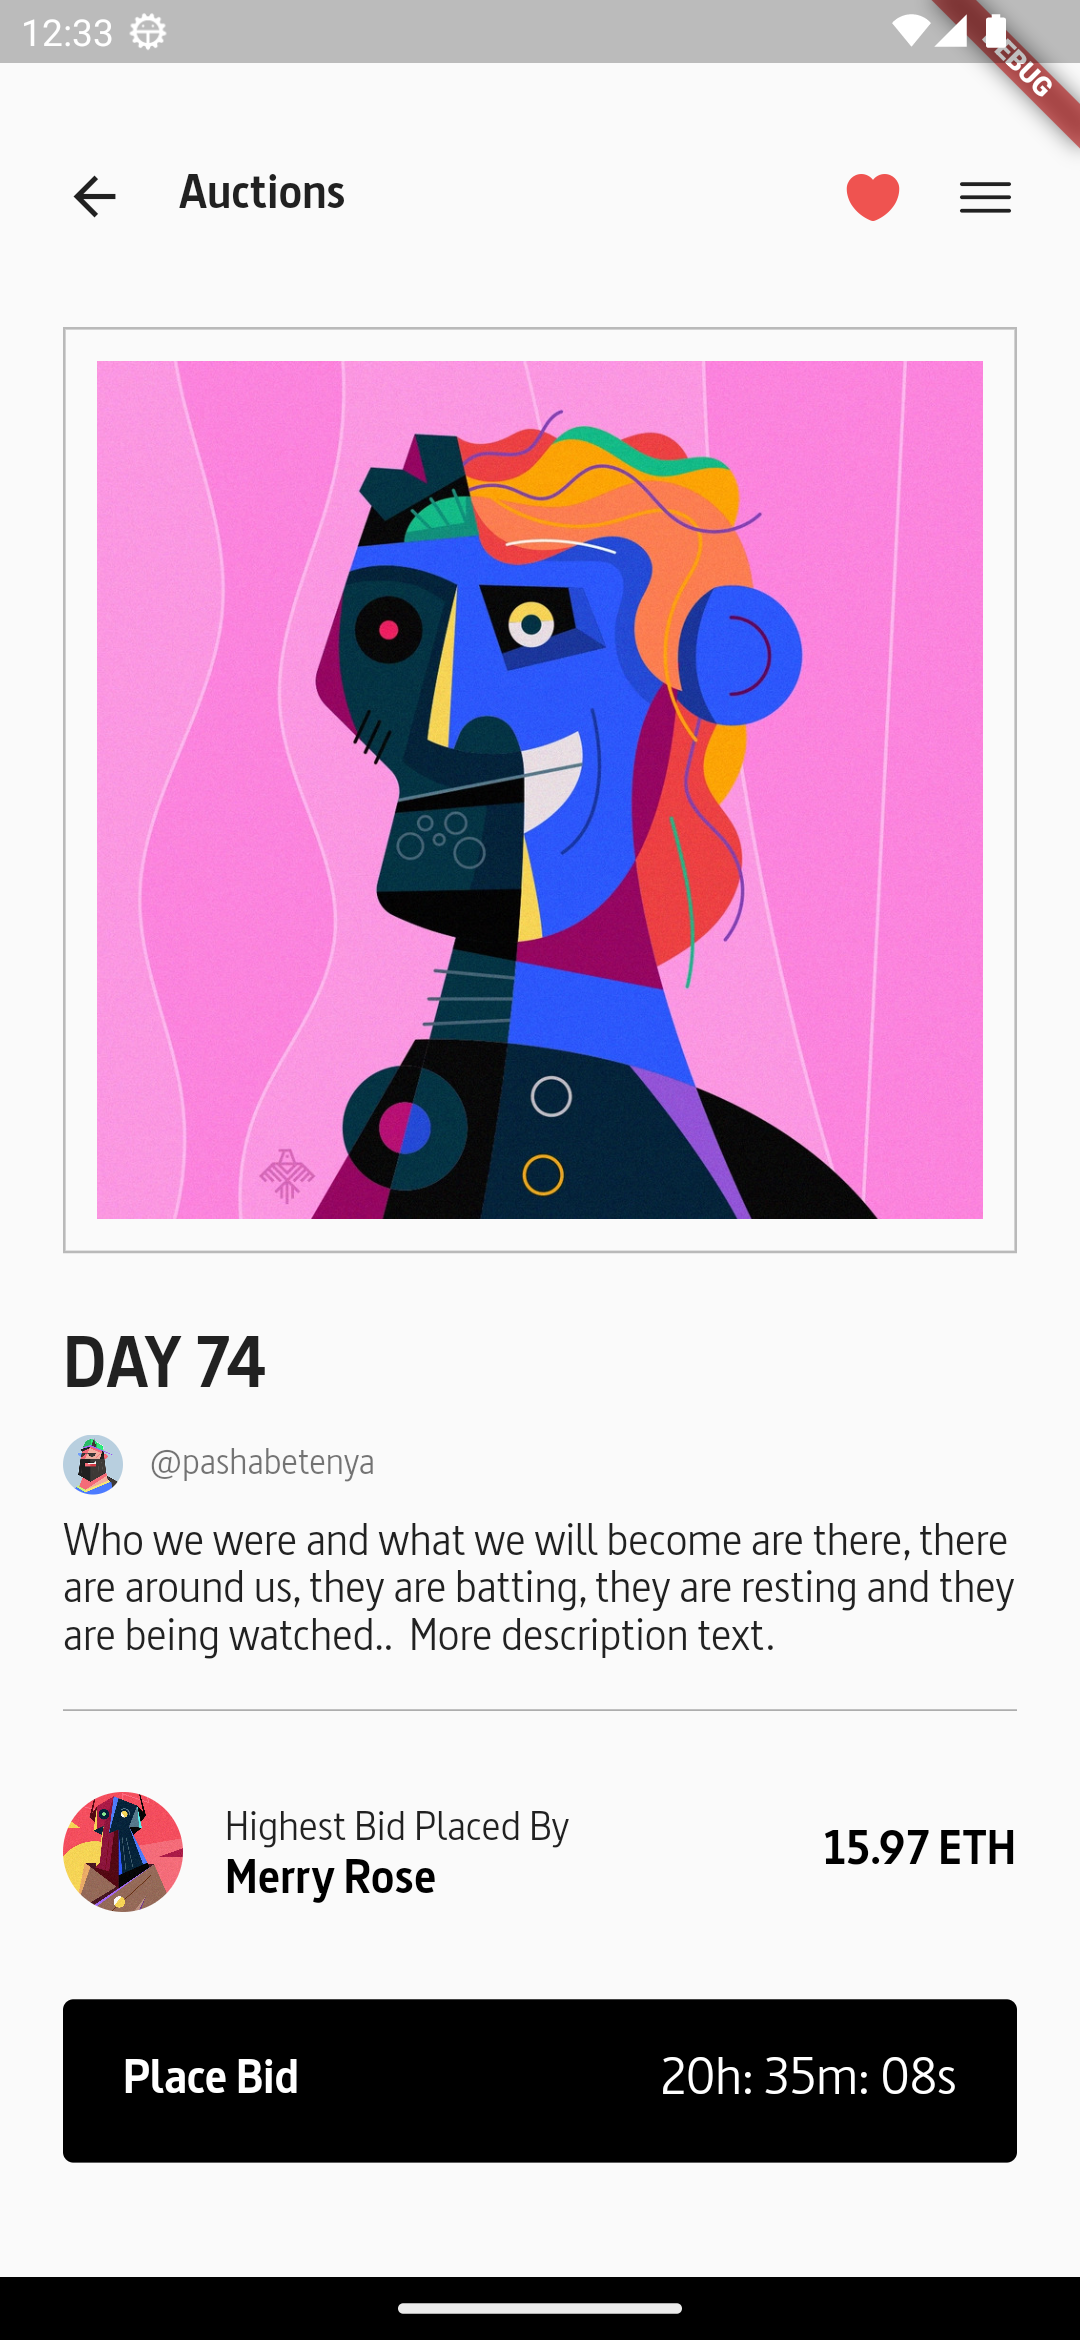 12:33
DEBUG
Auctions
DAY 74
@pashabetenya
Who we were and what we will become are there, there
are around us, they are batting, they are resting and they
are being watched..  More description text.
Highest Bid Placed By
Merry Rose
15.97 ETH
Place Bid
20h: 35m: 08s